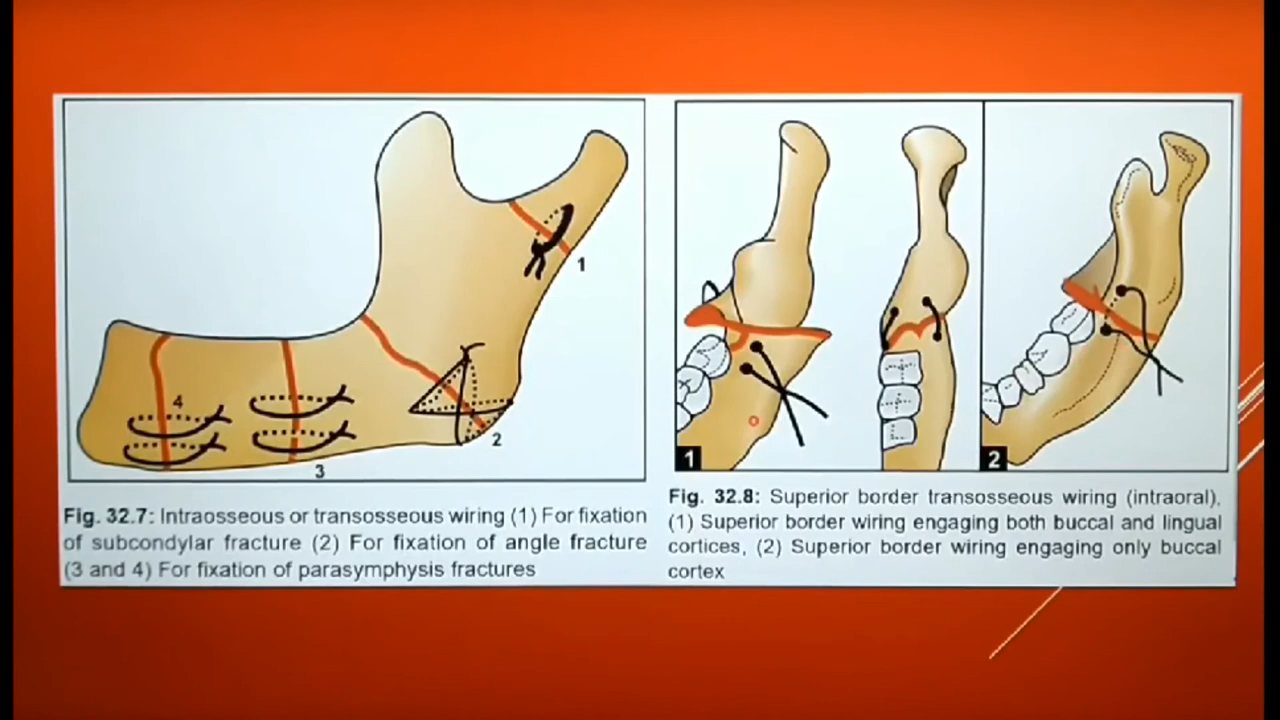 1
4
2
3
Fig. 32.7: Intraosseous or transosseous wiring (1) For fixation
of subcondylar fracture (2) For fixation of angle fracture
(3 and 4) For fixation of parasymphysis fractures
1
2
Fig. 32.8: Superior border transosseous wiring (intraoral).
(1) Superior border wiring engaging both buccal and lingual
cortices, (2) Superior border wiring engaging only buccal
cortex